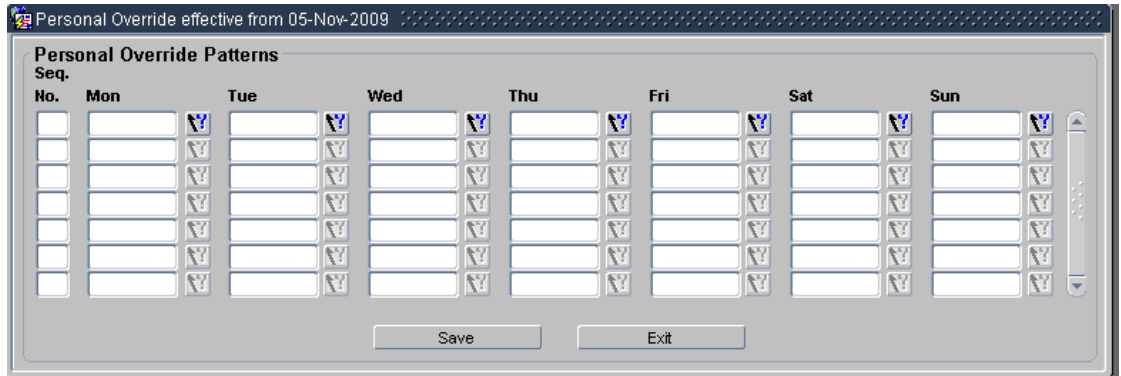 Personal Override effective from 05-Nov-2009
Personal Override Patterns
Seq.
No. Mon Tue Wed Thu Fri Sat Sun
Save Exit